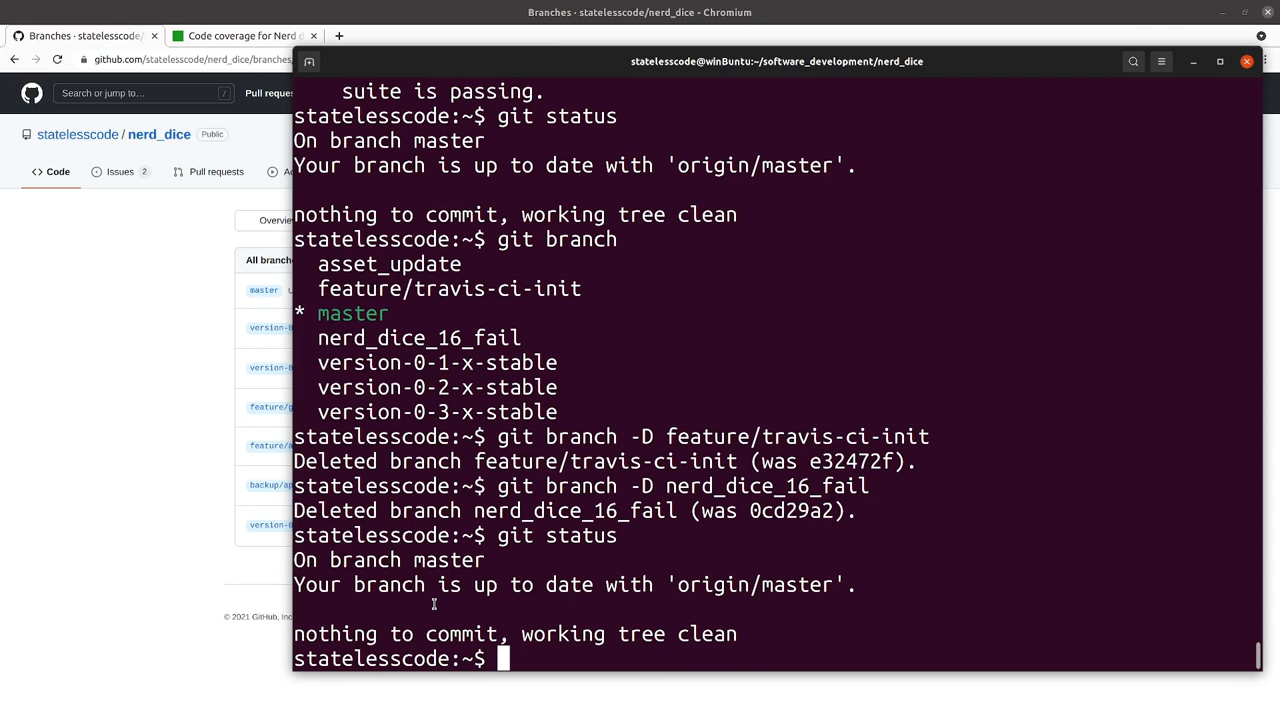 Branches · statelesscode/nerd_dice - Chromium
Branches · statelesscode/
Code coverage for Nerd d
github.com/statelesscode/nerd_dice/branches
statelesscode@winBuntu:~/software_development/nerd_dice
Search or jump to...
/
Pull reques
statelesscode / nerd_dice
Public
Code
Issues 2
Pull requests
Ac
Overvie
All branche
master
version-0
version-0
feature/g
feature/a
backup/ap
version-0
© 2021 GitHub, Inc
suite is passing.
statelesscode:~$ git status
On branch master
Your branch is up to date with 'origin/master'.
nothing to commit, working tree clean
statelesscode:~$ git branch
asset_update
feature/travis-ci-init
* master
nerd_dice_16_fail
version-0-1-x-stable
version-0-2-x-stable
version-0-3-x-stable
statelesscode:~$ git branch -D feature/travis-ci-init
Deleted branch feature/travis-ci-init (was e32472f).
statelesscode:~$ git branch -D nerd_dice_16_fail
Deleted branch nerd_dice_16_fail (was 0cd29a2).
statelesscode:~$ git status
On branch master
Your branch is up to date with 'origin/master'.
nothing to commit, working tree clean
statelesscode:~$